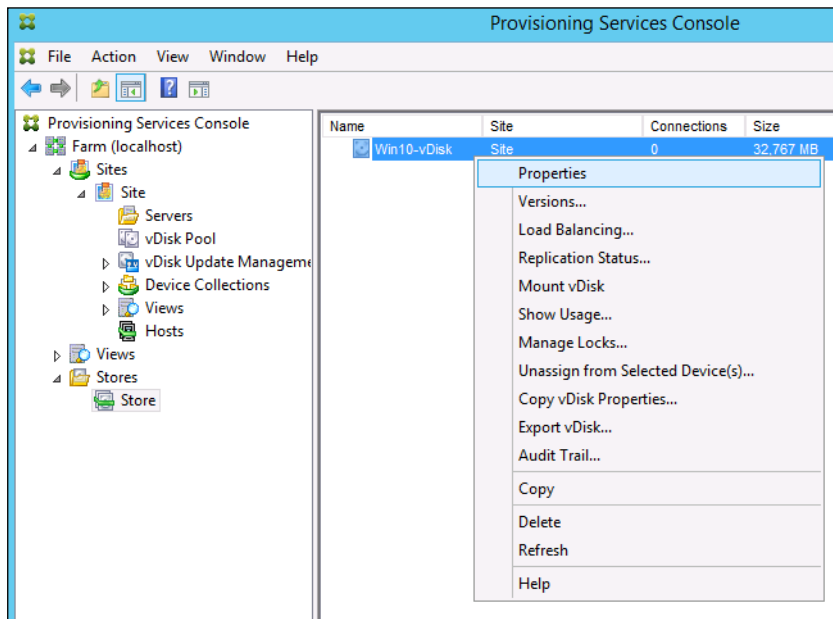 Provisioning Services Console
File Action View Window Help
Provisioning Services Console
Farm (localhost)
Sites
Site
Servers
vDisk Pool
vDisk Update Manageme
Device Collections
Views
Hosts
Views
Stores
Store
Name Site Connections Size
Win10-vDisk Site 0 32,767 MB
Properties
Versions...
Load Balancing...
Replication Status...
Mount vDisk
Show Usage...
Manage Locks...
Unassign from Selected Device(s)...
Copy vDisk Properties...
Export vDisk...
Audit Trail...
Copy
Delete
Refresh
Help